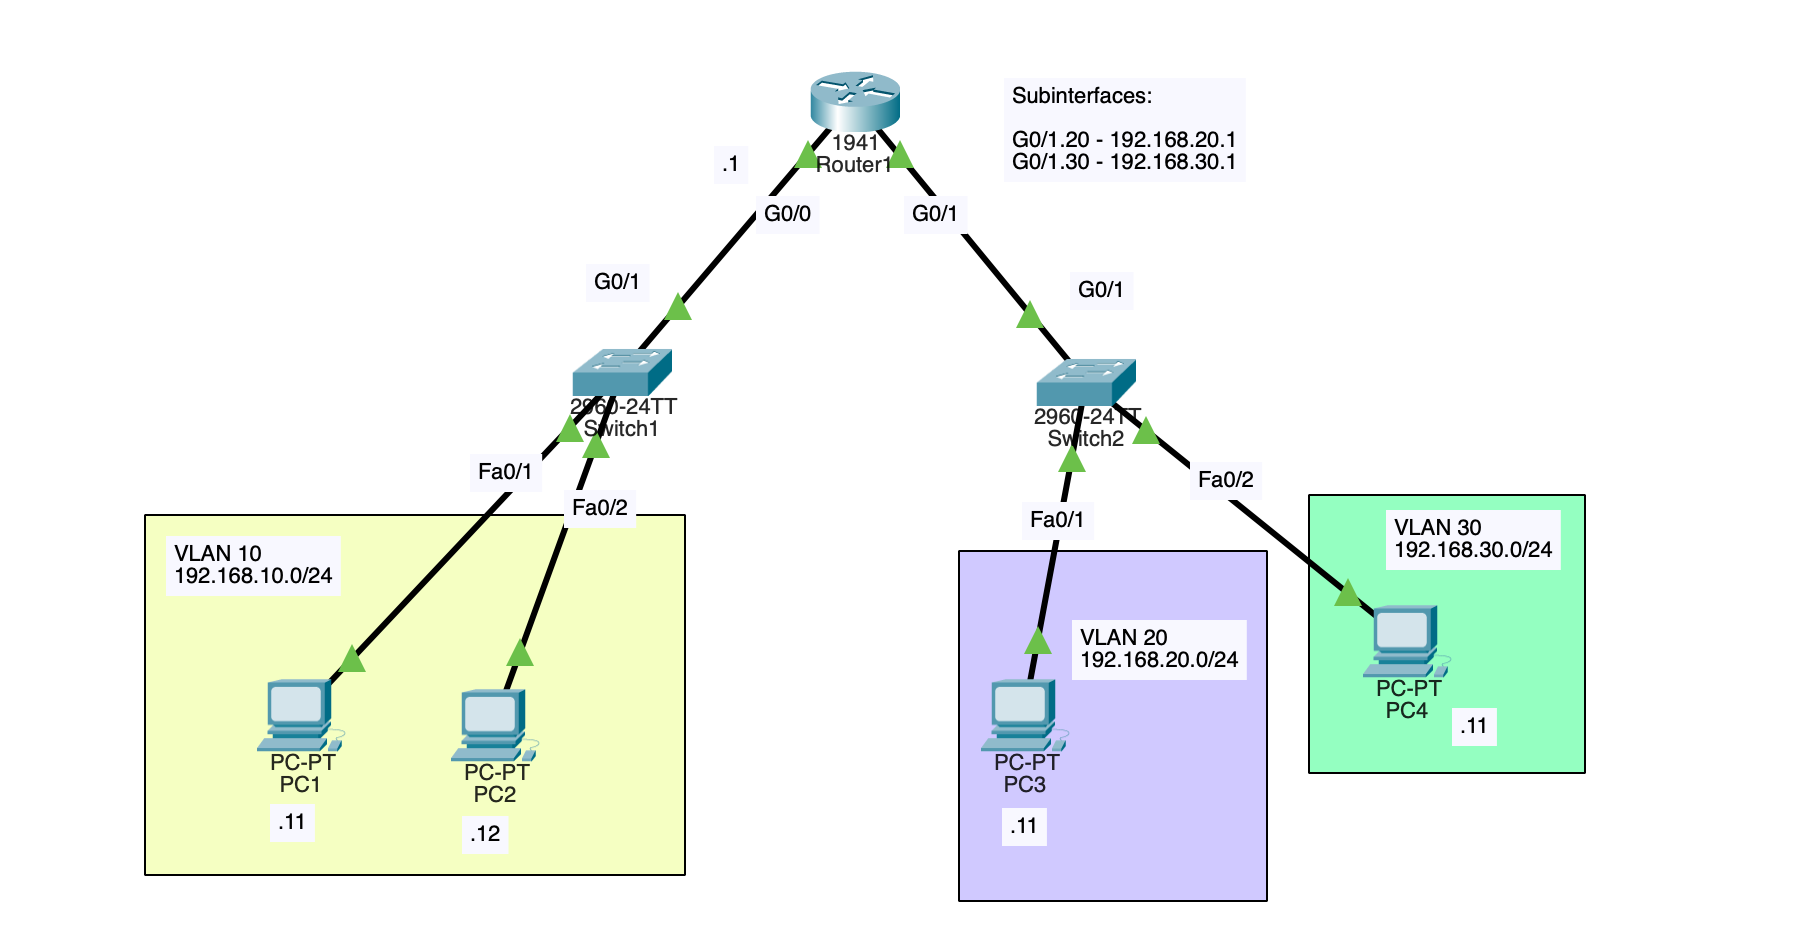 Subinterfaces:
G0/1.20 - 192.168.20.1
G0/1.30 - 192.168.30.1
1941
Router1
.1
G0/0
G0/1
G0/1
G0/1
2960-24TT
Switch1
2960-24TT
Switch2
Fa0/1
Fa0/2
Fa0/1
Fa0/2
VLAN 10
192.168.10.0/24
VLAN 20
192.168.20.0/24
VLAN 30
192.168.30.0/24
PC-PT
PC1
.11
PC-PT
PC2
.12
PC-PT
PC3
.11
PC-PT
PC4
.11